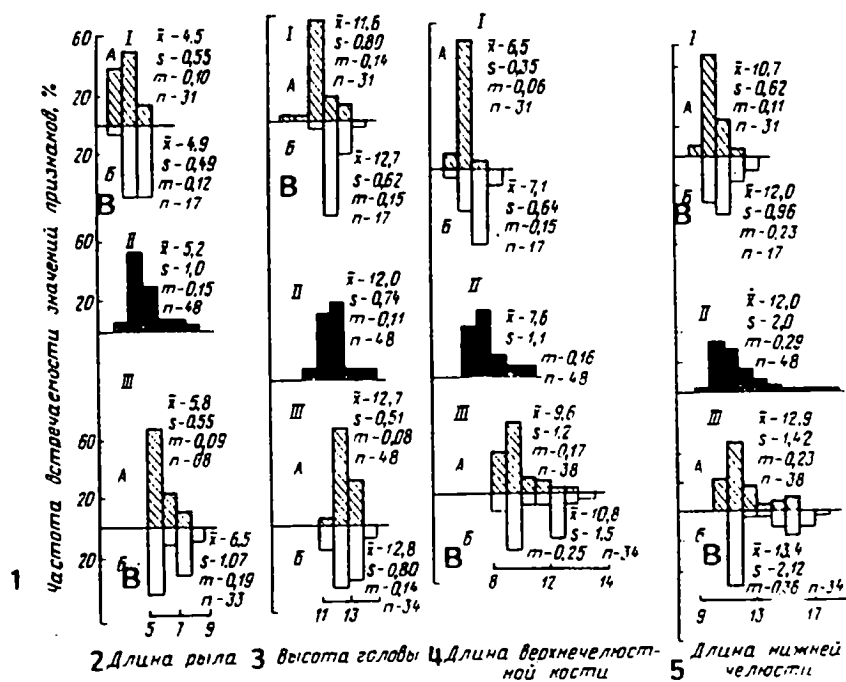 1 Частота встречаемости значений признаков, %
60
20
20
60
20
60
20
20
I
А
x̄-4,5
s-0,55
m-0,10
n-31
Б
В
x̄-4,9
s-0,49
m-0,12
n-17
II
x̄-5,2
s-1,0
m-0,15
n-48
III
А
x̄-5,8
s-0,55
m-0,09
n-68
Б
В
x̄-6,5
s-1,07
m-0,19
n-33
5 7 9
2 Длина рыла
I
А
x̄-11,6
s-0,80
m-0,14
n-31
Б
В
x̄-12,7
s-0,62
m-0,15
n-17
II
x̄-12,0
s-0,74
m-0,11
n-48
III
А
x̄-12,7
s-0,51
m-0,08
n-48
Б
x̄-12,8
s-0,80
m-0,14
n-34
11 13
3 Высота головы
I
А
x̄-6,5
s-0,35
m-0,06
n-31
Б
x̄-7,1
s-0,64
m-0,15
n-17
II
x̄-7,6
s-1,1
m-0,16
n-48
III
А
x̄-9,6
s-1,2
m-0,17
n-38
Б
В
x̄-10,8
s-1,5
m-0,25 n-34
8 12 14
4 Длина верхнечелюст-
ной кости
I
А
x̄-10,7
s-0,62
m-0,11
n-31
Б
В
x̄-12,0
s-0,96
m-0,23
n-17
II
x̄-12,0
s-2,0
m-0,29
n-48
III
А
x̄-12,9
s-1,42
m-0,23
n-38
Б
В
x̄-13,4
s-2,12
m-0,36 n-34
9 13 17
5 Длина нижней
челюсти